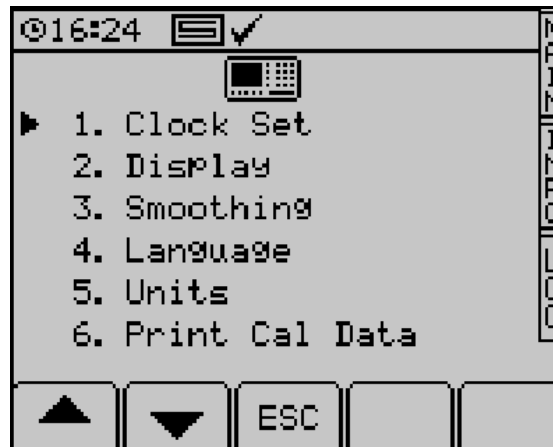 16:24
1. Clock Set
2. Display
3. Smoothing
4. Language
5. Units
6. Print Cal Data
ESC